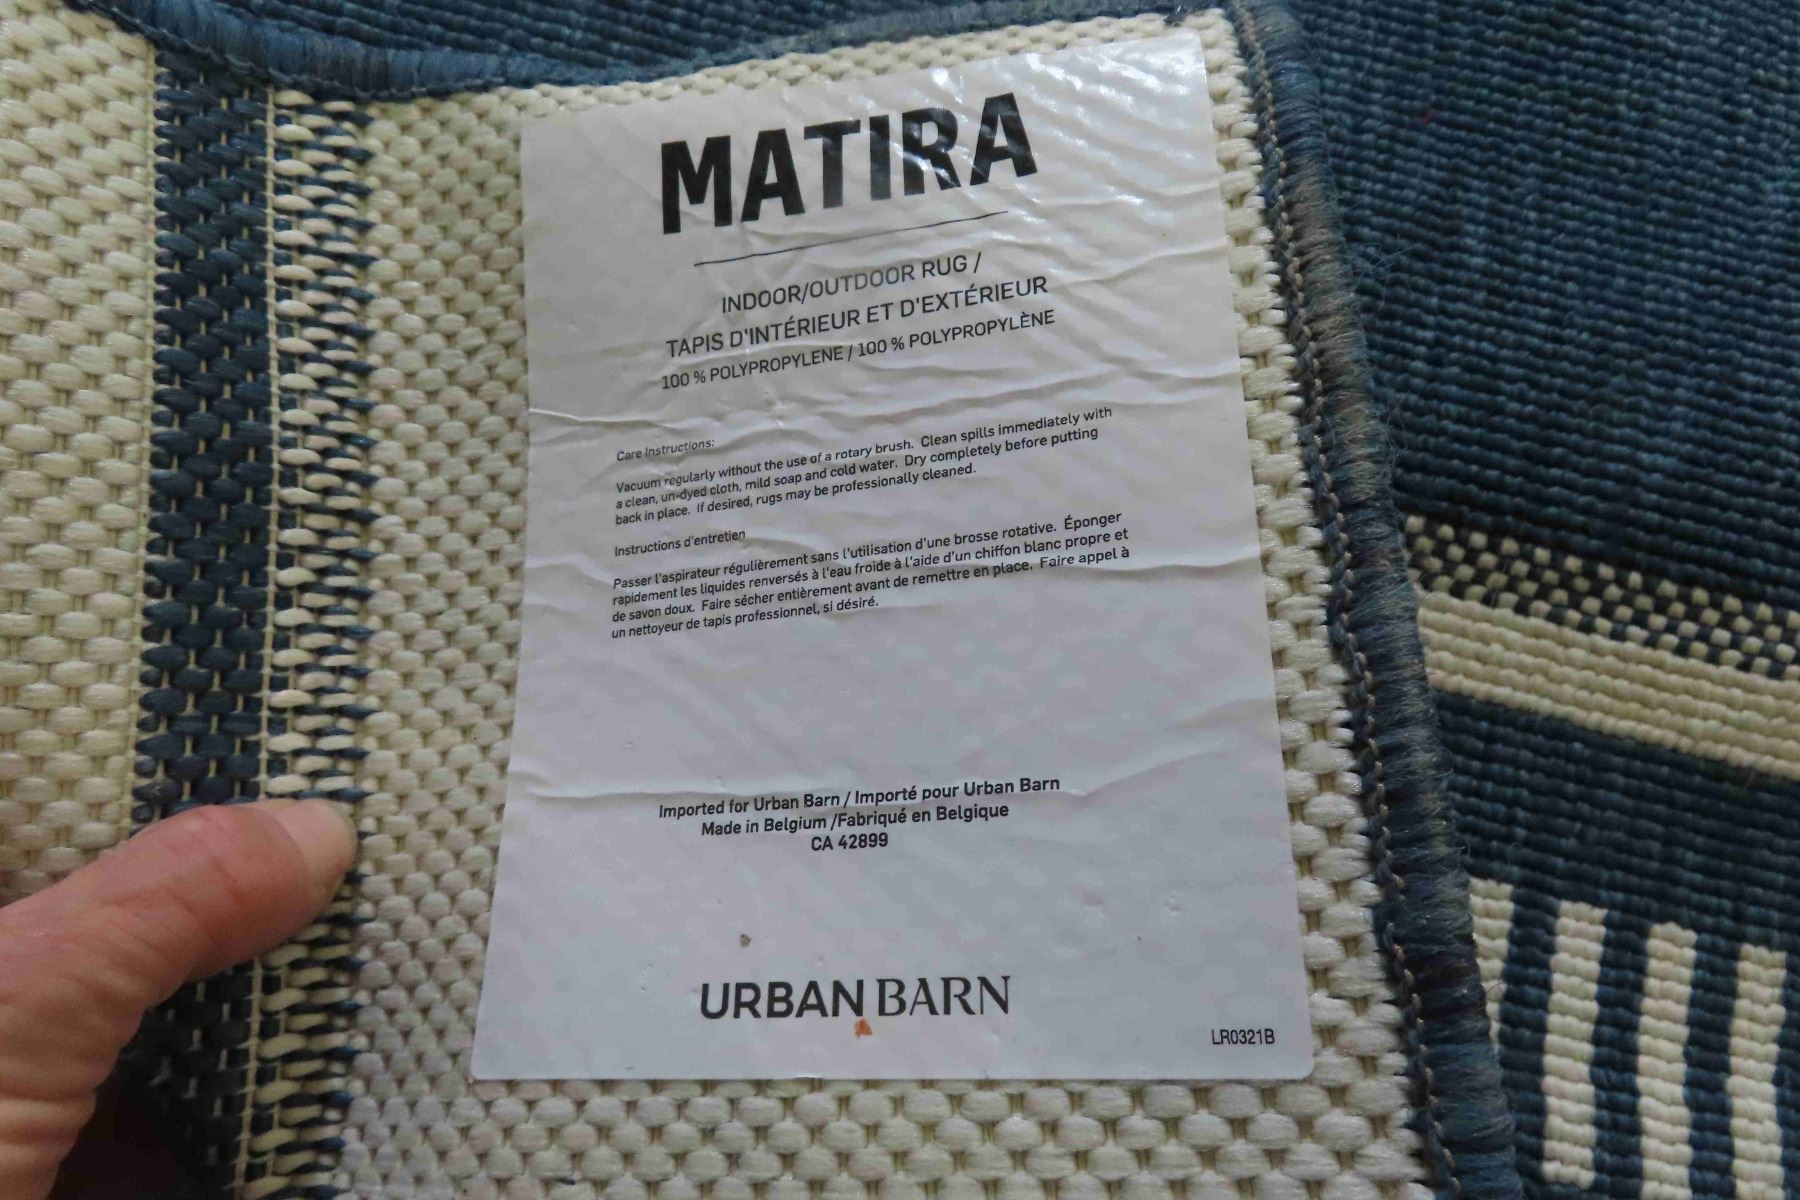 MATIRA
INDOOR/OUTDOOR RUG /
TAPIS D'INTÉRIEUR ET D'EXTÉRIEUR
100 % POLYPROPYLENE / 100 % POLYPROPYLÈNE
Care Instructions:
Vacuum regularly without the use of a rotary brush. Clean spills immediately with
a clean, un-dyed cloth, mild soap and cold water. Dry completely before putting
back in place. If desired, rugs may be professionally cleaned.
Instructions d'entretien
Passer l'aspirateur régulièrement sans l'utilisation d'une brosse rotative. Éponger
rapidement les liquides renversés à l'eau froide à l'aide d'un chiffon blanc propre et
de savon doux. Faire sécher entièrement avant de remettre en place. Faire appel à
un nettoyeur de tapis professionnel, si désiré.
Imported for Urban Barn / Importé pour Urban Barn
Made in Belgium /Fabriqué en Belgique
CA 42899
URBAN BARN
LR0321B